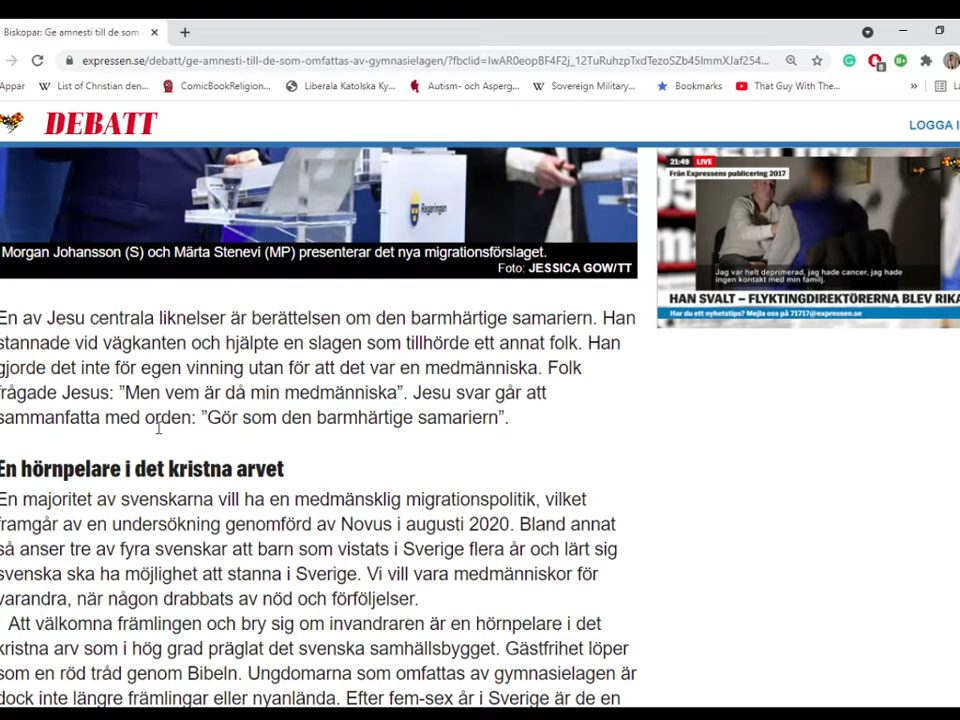 Biskopar: Ge amnesti till de som
expressen.se/debatt/ge-amnesti-till-de-som-omfattas-av-gymnasielagen/?fbclid=IwAR0eopBF4F2j_12TuRuhzpTxdTezoSZb45ImmXJaf254...
Appar
List of Christian den...
ComicBookReligion...
Liberala Katolska Ky...
Autism- och Asperg...
Sovereign Military...
Bookmarks
That Guy With The...
DEBATT
LOGGA I
Regeringen
21:49 LIVE
Från Expressens publicering 2017
Jag var helt deprimerad, jag hade cancer, jag hade
ingen kontakt med min familj.
HAN SVALT – FLYKTINGDIREKTÖRERNA BLEV RIKA
Har du ett nyhetstips? Mejla oss på 71717@expressen.se
Morgan Johansson (S) och Märta Stenevi (MP) presenterar det nya migrationsförslaget.
Foto: JESSICA GOW/TT
En av Jesu centrala liknelser är berättelsen om den barmhärtige samariern. Han
stannade vid vägkanten och hjälpte en slagen som tillhörde ett annat folk. Han
gjorde det inte för egen vinning utan för att det var en medmänniska. Folk
frågade Jesus: ”Men vem är då min medmänniska”. Jesu svar går att
sammanfatta med orden: ”Gör som den barmhärtige samariern”.
En hörnpelare i det kristna arvet
En majoritet av svenskarna vill ha en medmänsklig migrationspolitik, vilket
framgår av en undersökning genomförd av Novus i augusti 2020. Bland annat
så anser tre av fyra svenskar att barn som vistats i Sverige flera år och lärt sig
svenska ska ha möjlighet att stanna i Sverige. Vi vill vara medmänniskor för
varandra, när någon drabbats av nöd och förföljelser.
Att välkomna främlingen och bry sig om invandraren är en hörnpelare i det
kristna arv som i hög grad präglat det svenska samhällsbygget. Gästfrihet löper
som en röd tråd genom Bibeln. Ungdomarna som omfattas av gymnasielagen är
dock inte längre främlingar eller nyanlända. Efter fem-sex år i Sverige är de en